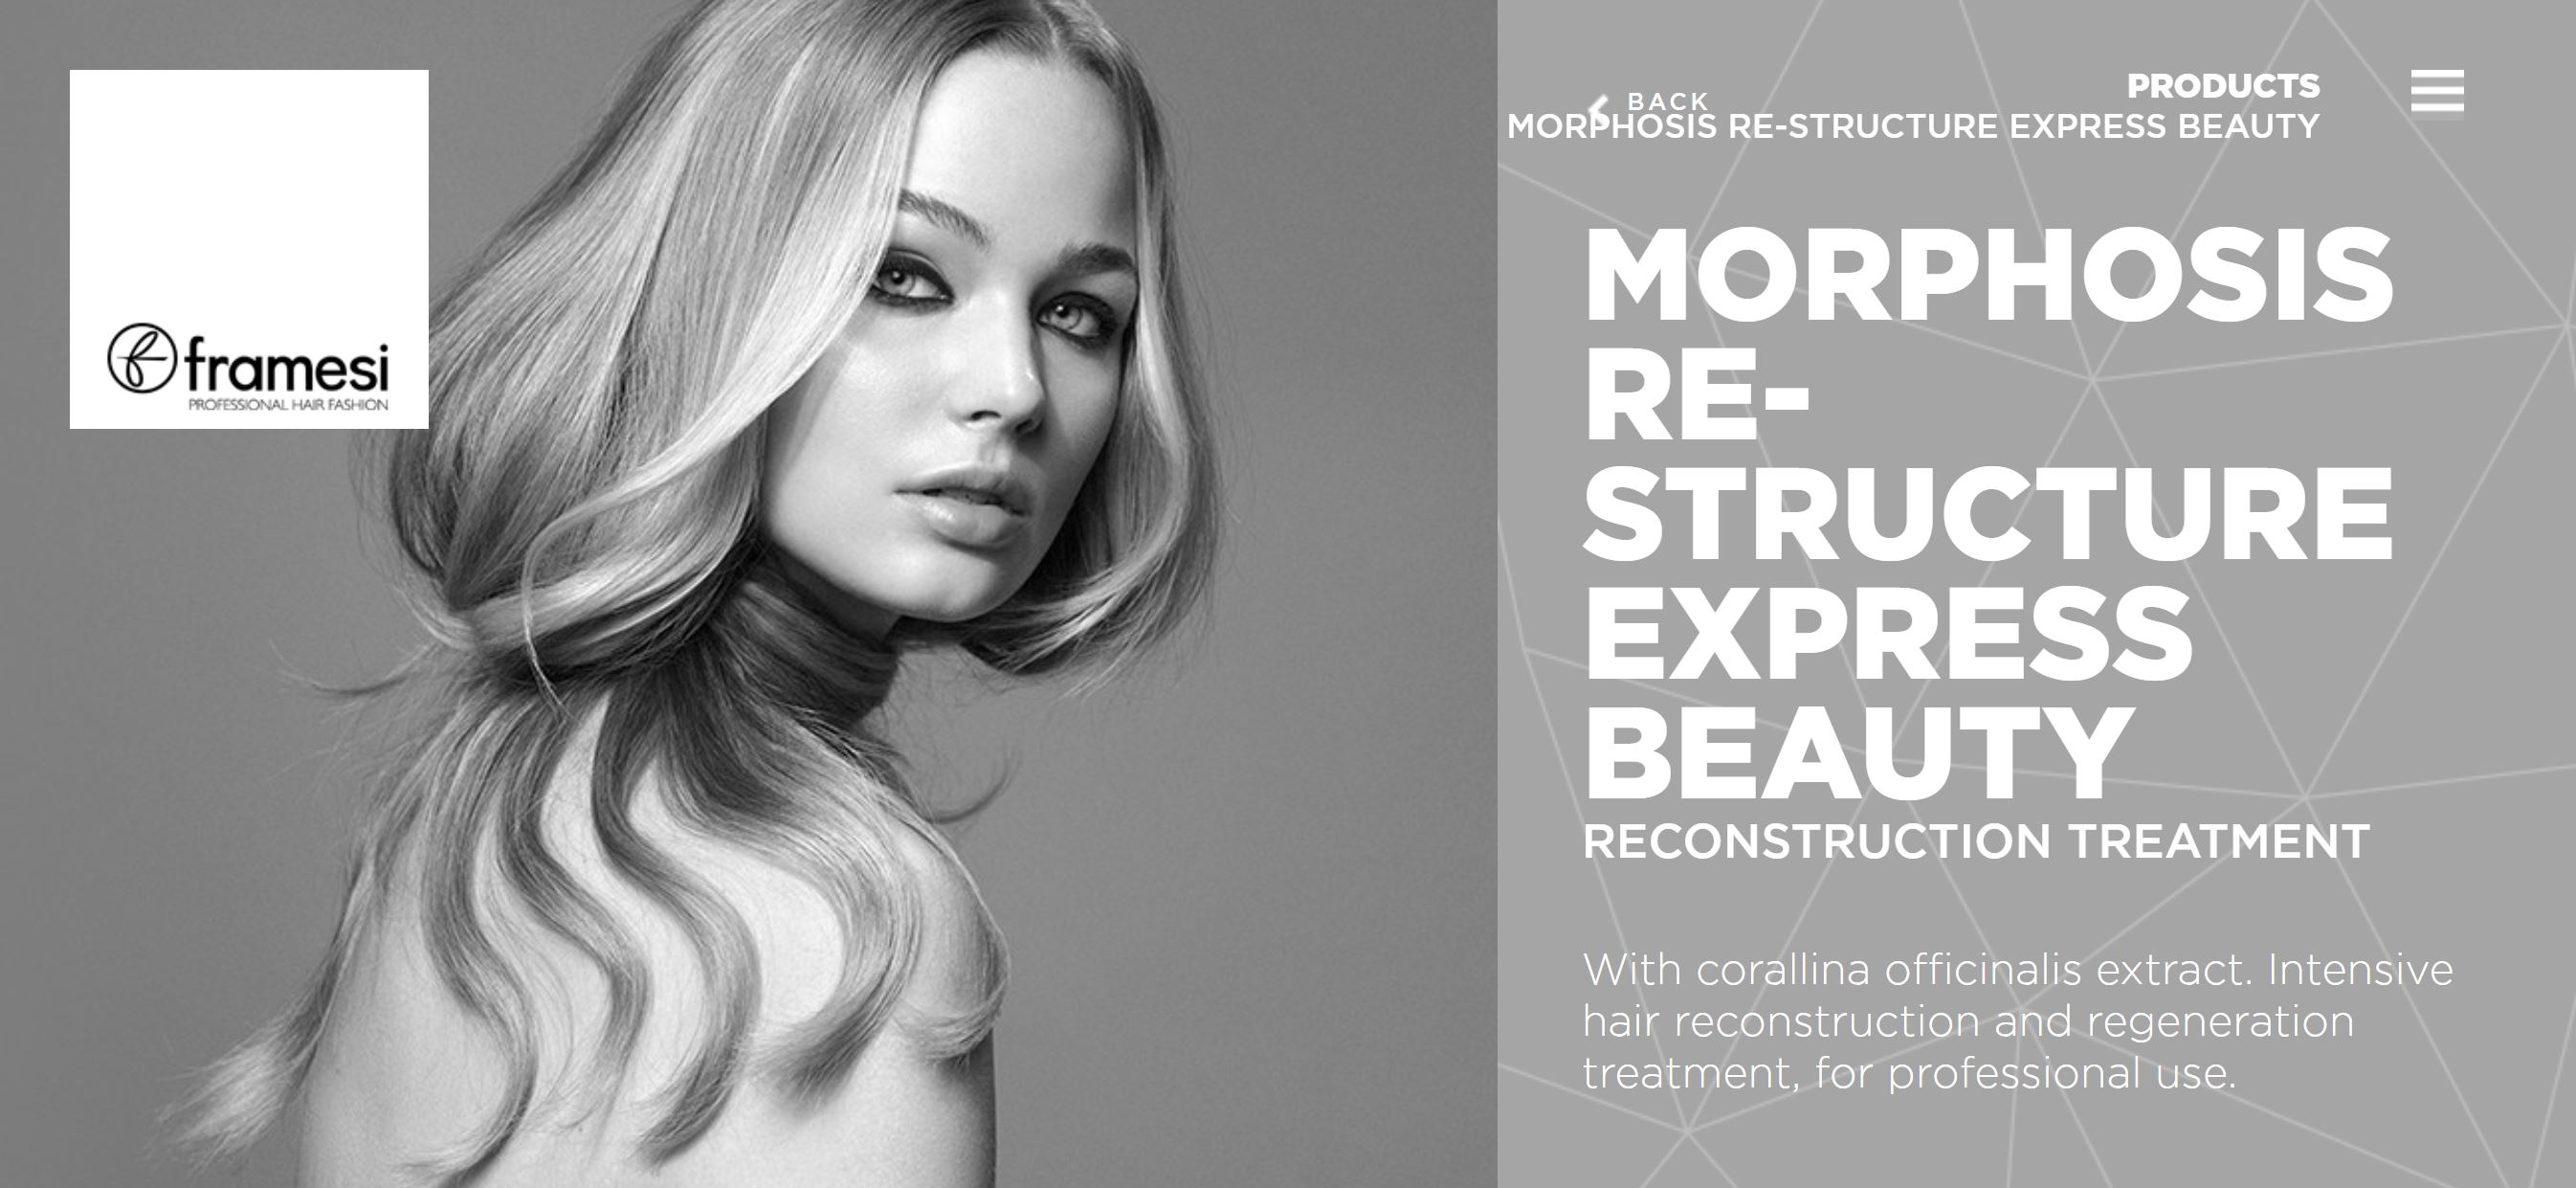 framesi
PROFESSIONAL HAIR FASHION
BACK
PRODUCTS
MORPHOSIS RE-STRUCTURE EXPRESS BEAUTY
MORPHOSIS
RE-
STRUCTURE
EXPRESS
BEAUTY
RECONSTRUCTION TREATMENT
With corallina officinalis extract. Intensive
hair reconstruction and regeneration
treatment, for professional use.